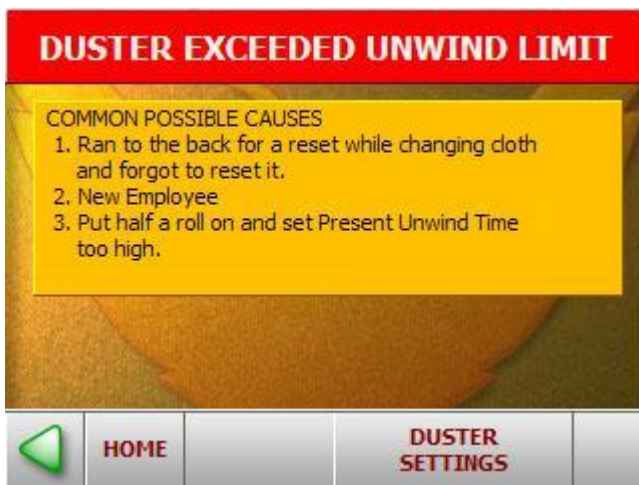 DUSTER EXCEEDED UNWIND LIMIT
COMMON POSSIBLE CAUSES
1. Ran to the back for a reset while changing cloth
and forgot to reset it.
2. New Employee
3. Put half a roll on and set Present Unwind Time
too high.
HOME
DUSTER
SETTINGS